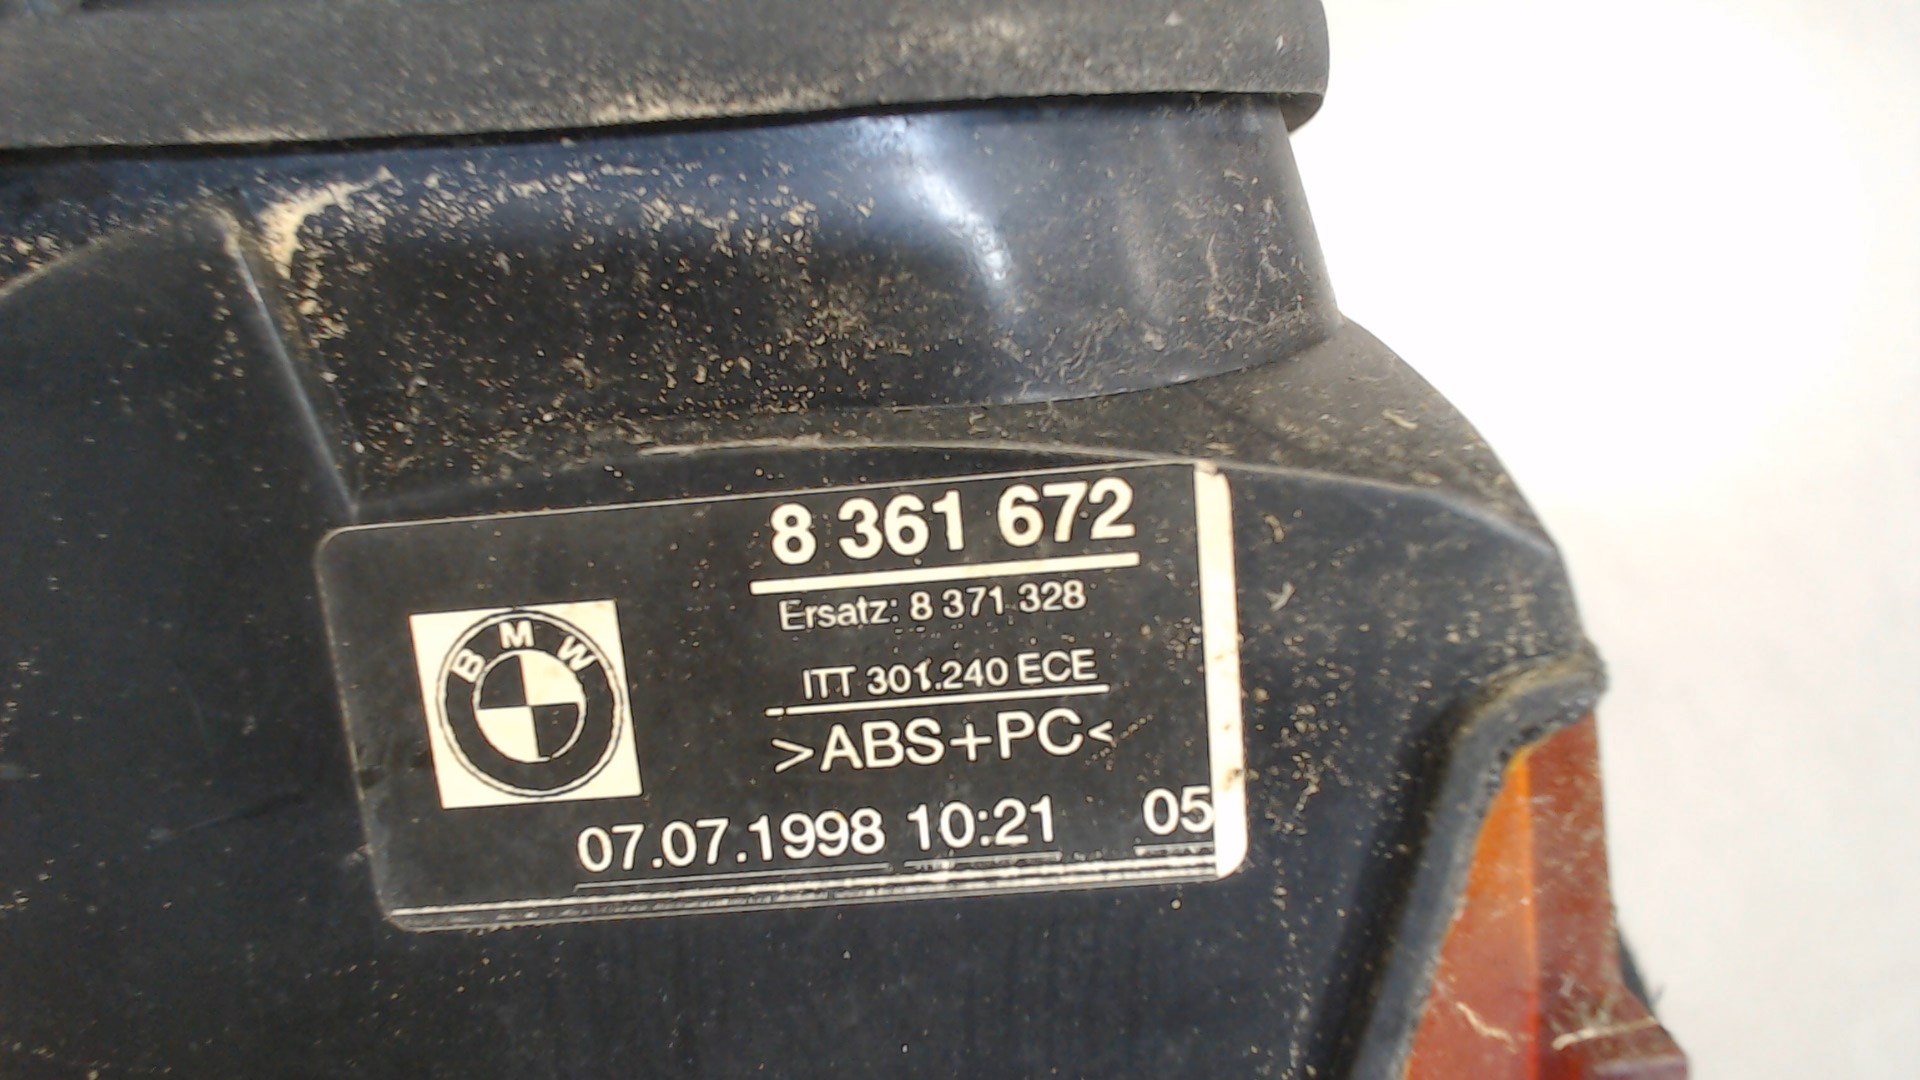 8 361 672
Ersatz: 8 371 328
BMW
ITT 301.240 ECE
>ABS+PC<
07.07.1998 10:21 05